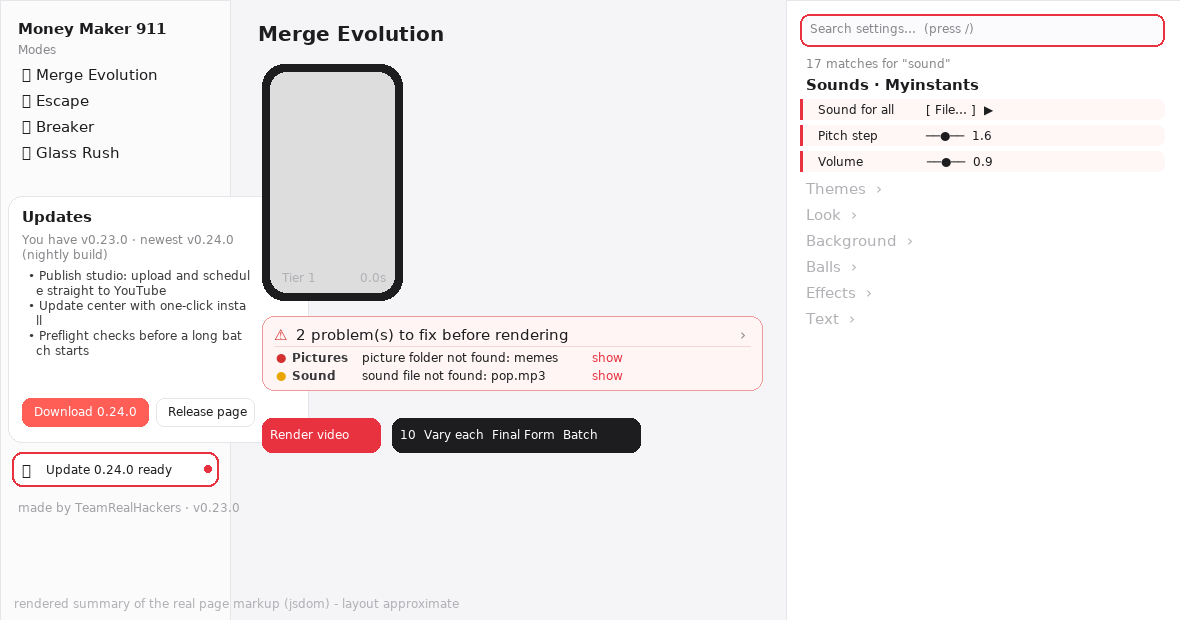 Money Maker 911
Modes
Merge Evolution
Escape
Breaker
Glass Rush
Updates
You have v0.23.0 · newest v0.24.0
(nightly build)
• Publish studio: upload and schedul
e straight to YouTube
• Update center with one-click insta
ll
• Preflight checks before a long bat
ch starts
Download 0.24.0
Release page
Update 0.24.0 ready
made by TeamRealHackers · v0.23.0
Merge Evolution
Tier 1 0.0s
⚠ 2 problem(s) to fix before rendering ›
● Pictures picture folder not found: memes show
● Sound sound file not found: pop.mp3 show
Render video
10 Vary each Final Form Batch
Search settings... (press /)
17 matches for "sound"
Sounds · Myinstants
Sound for all [ File... ] ▶
Pitch step 1.6
Volume 0.9
Themes ›
Look ›
Background ›
Balls ›
Effects ›
Text ›
rendered summary of the real page markup (jsdom) - layout approximate